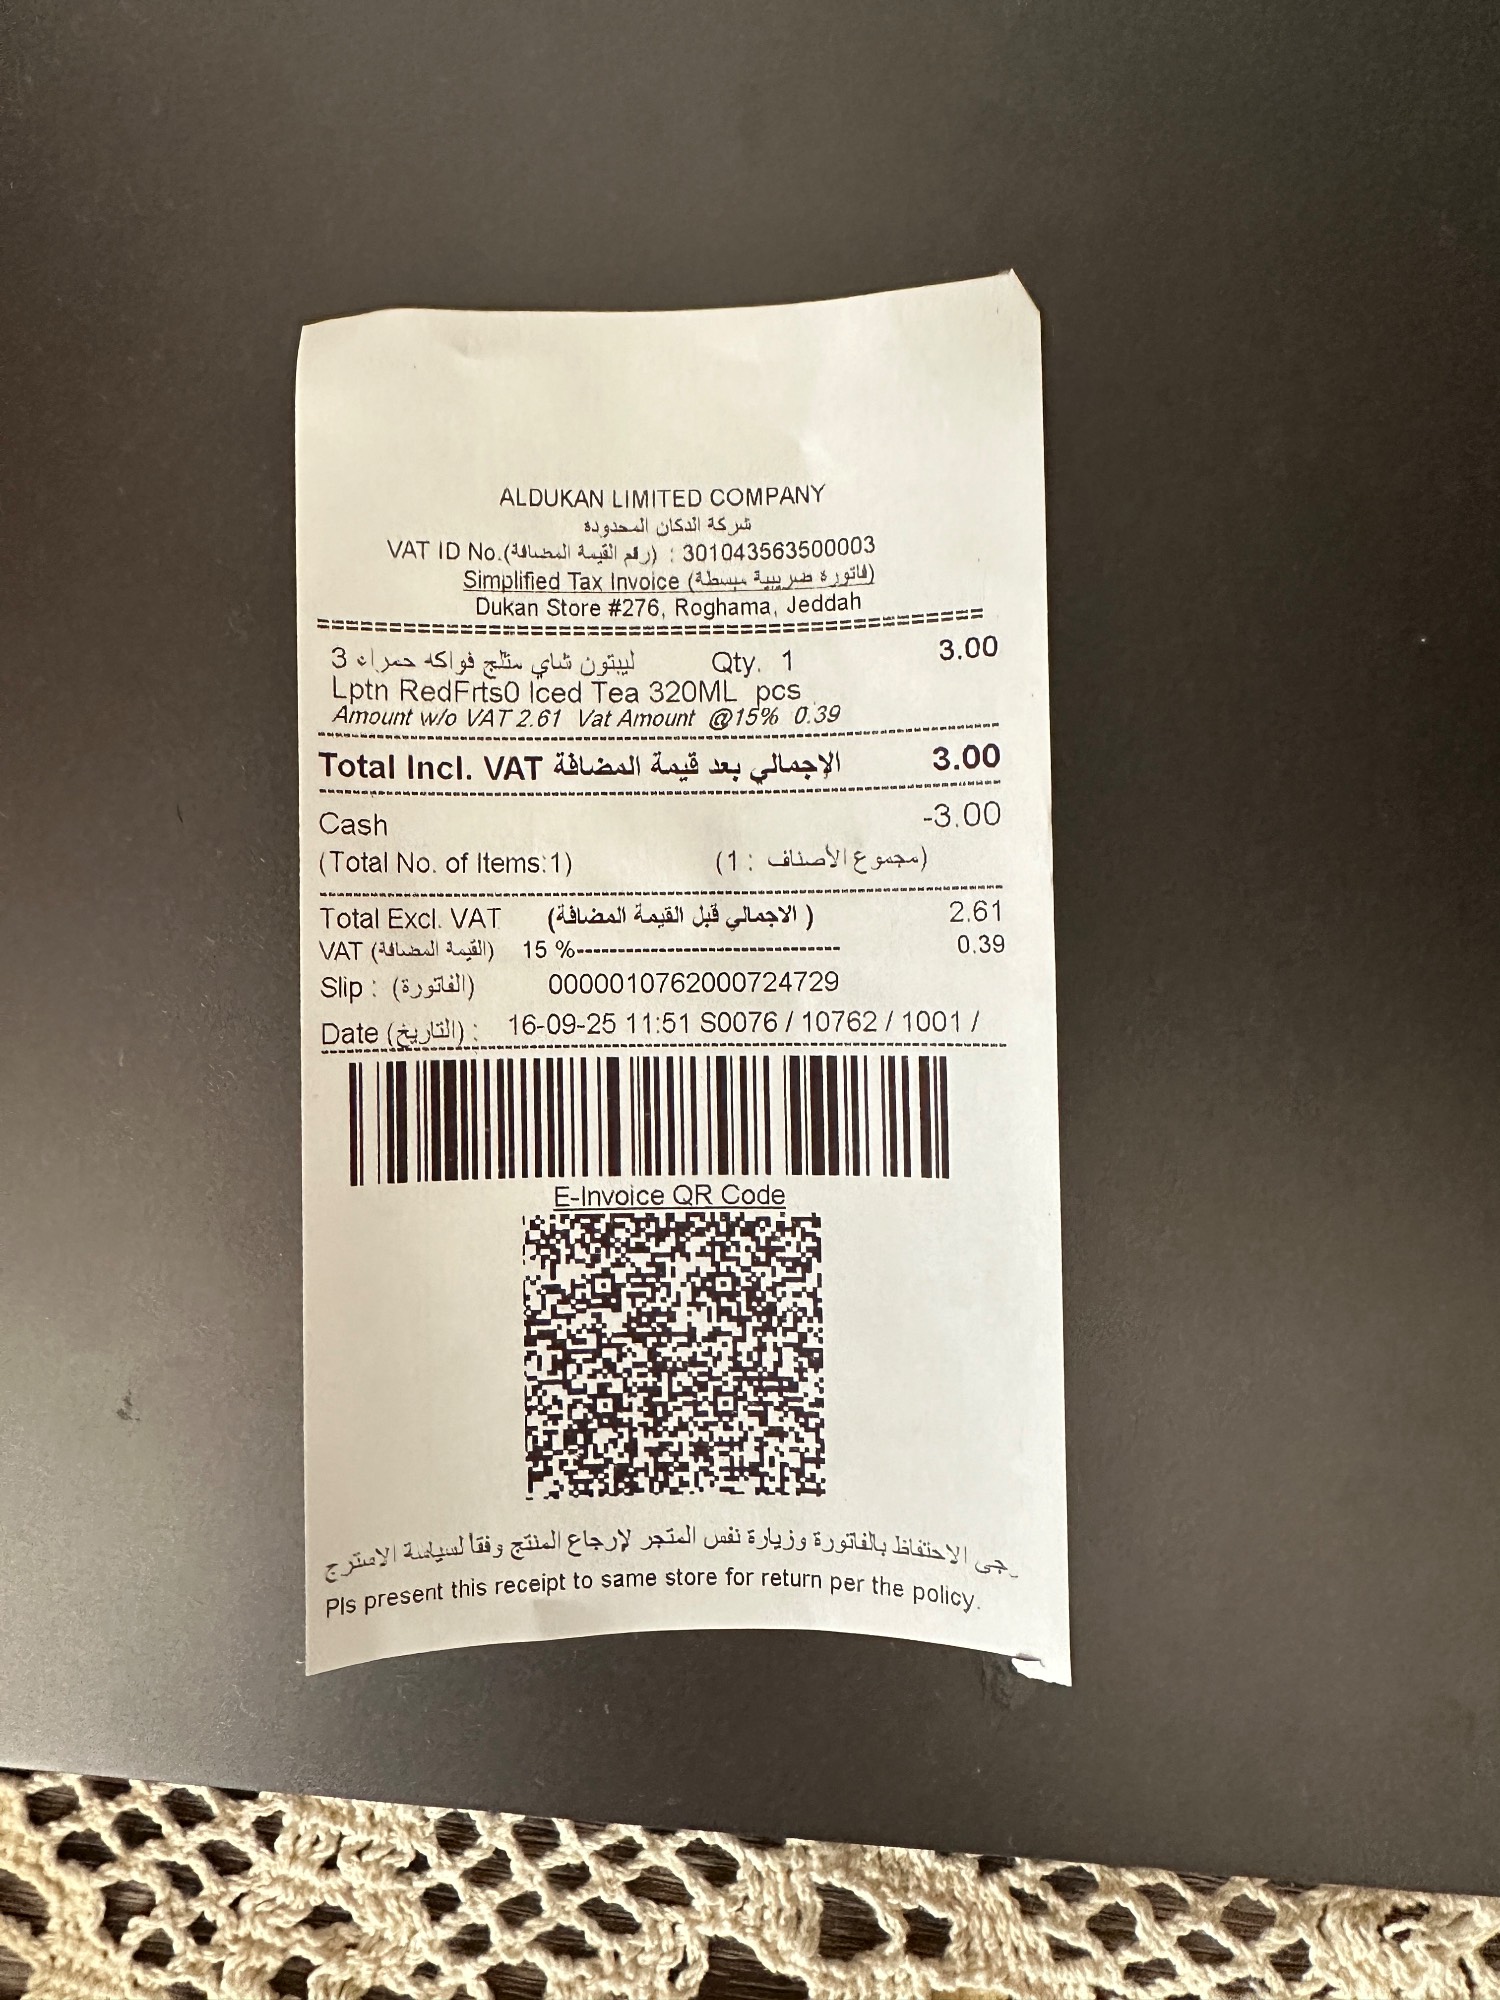 ALDUKAN LIMITED COMPANY
شركة الدكان المحدوده
VAT ID No.(رقم القيمة المضافة) : 301043563500003
Simplified Tax Invoice (فاتورة ضريبية مبسطة)
Dukan Store #276, Roghama, Jeddah
ليبتون شاي مثلج فواكه حمراء 3 Qty. 1 3.00
Lptn RedFrts0 Iced Tea 320ML pcs
Amount w/o VAT 2.61 Vat Amount @15% 0.39
Total Incl. VAT الإجمالي بعد قيمة المضافة 3.00
Cash -3.00
(Total No. of Items:1) (مجموع الأصناف : 1)
Total Excl. VAT (الاجمالي قبل القيمة المضافة ) 2.61
VAT (القيمة المضافة) 15 %-------------------------------- 0.39
Slip : (الفاتورة) 0000010762000724729
Date (التاريخ) : 16-09-25 11:51 S0076 / 10762 / 1001 /
E-Invoice QR Code
رجى الاحتفاظ بالفاتورة وزيارة نفس المتجر لإرجاع المنتج وفقا لسياسة الاسترج
Pls present this receipt to same store for return per the policy.